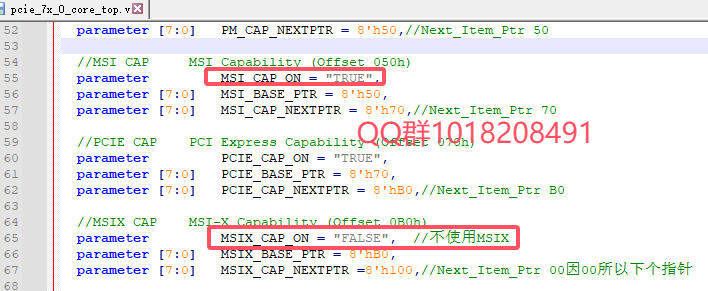 pcie_7x_0_core_top.v
52 parameter [7:0] PM_CAP_NEXTPTR = 8'h50,//Next_Item_Ptr 50
53
54 //MSI CAP MSI Capability (Offset 050h)
55 parameter MSI_CAP_ON = "TRUE",
56 parameter [7:0] MSI_BASE_PTR = 8'h50,
57 parameter [7:0] MSI_CAP_NEXTPTR = 8'h70,//Next_Item_Ptr 70
58
QQ群1018208491
59 //PCIE CAP PCI Express Capability (Offset 070h)
60 parameter PCIE_CAP_ON = "TRUE",
61 parameter [7:0] PCIE_BASE_PTR = 8'h70,
62 parameter [7:0] PCIE_CAP_NEXTPTR = 8'hB0,//Next_Item_Ptr B0
63
64 //MSIX CAP MSI-X Capability (Offset 0B0h)
65 parameter MSIX_CAP_ON = "FALSE", //不使用MSIX
66 parameter [7:0] MSIX_BASE_PTR = 8'hB0,
67 parameter [7:0] MSIX_CAP_NEXTPTR =8'h100,//Next_Item_Ptr 00因00所以下个指针